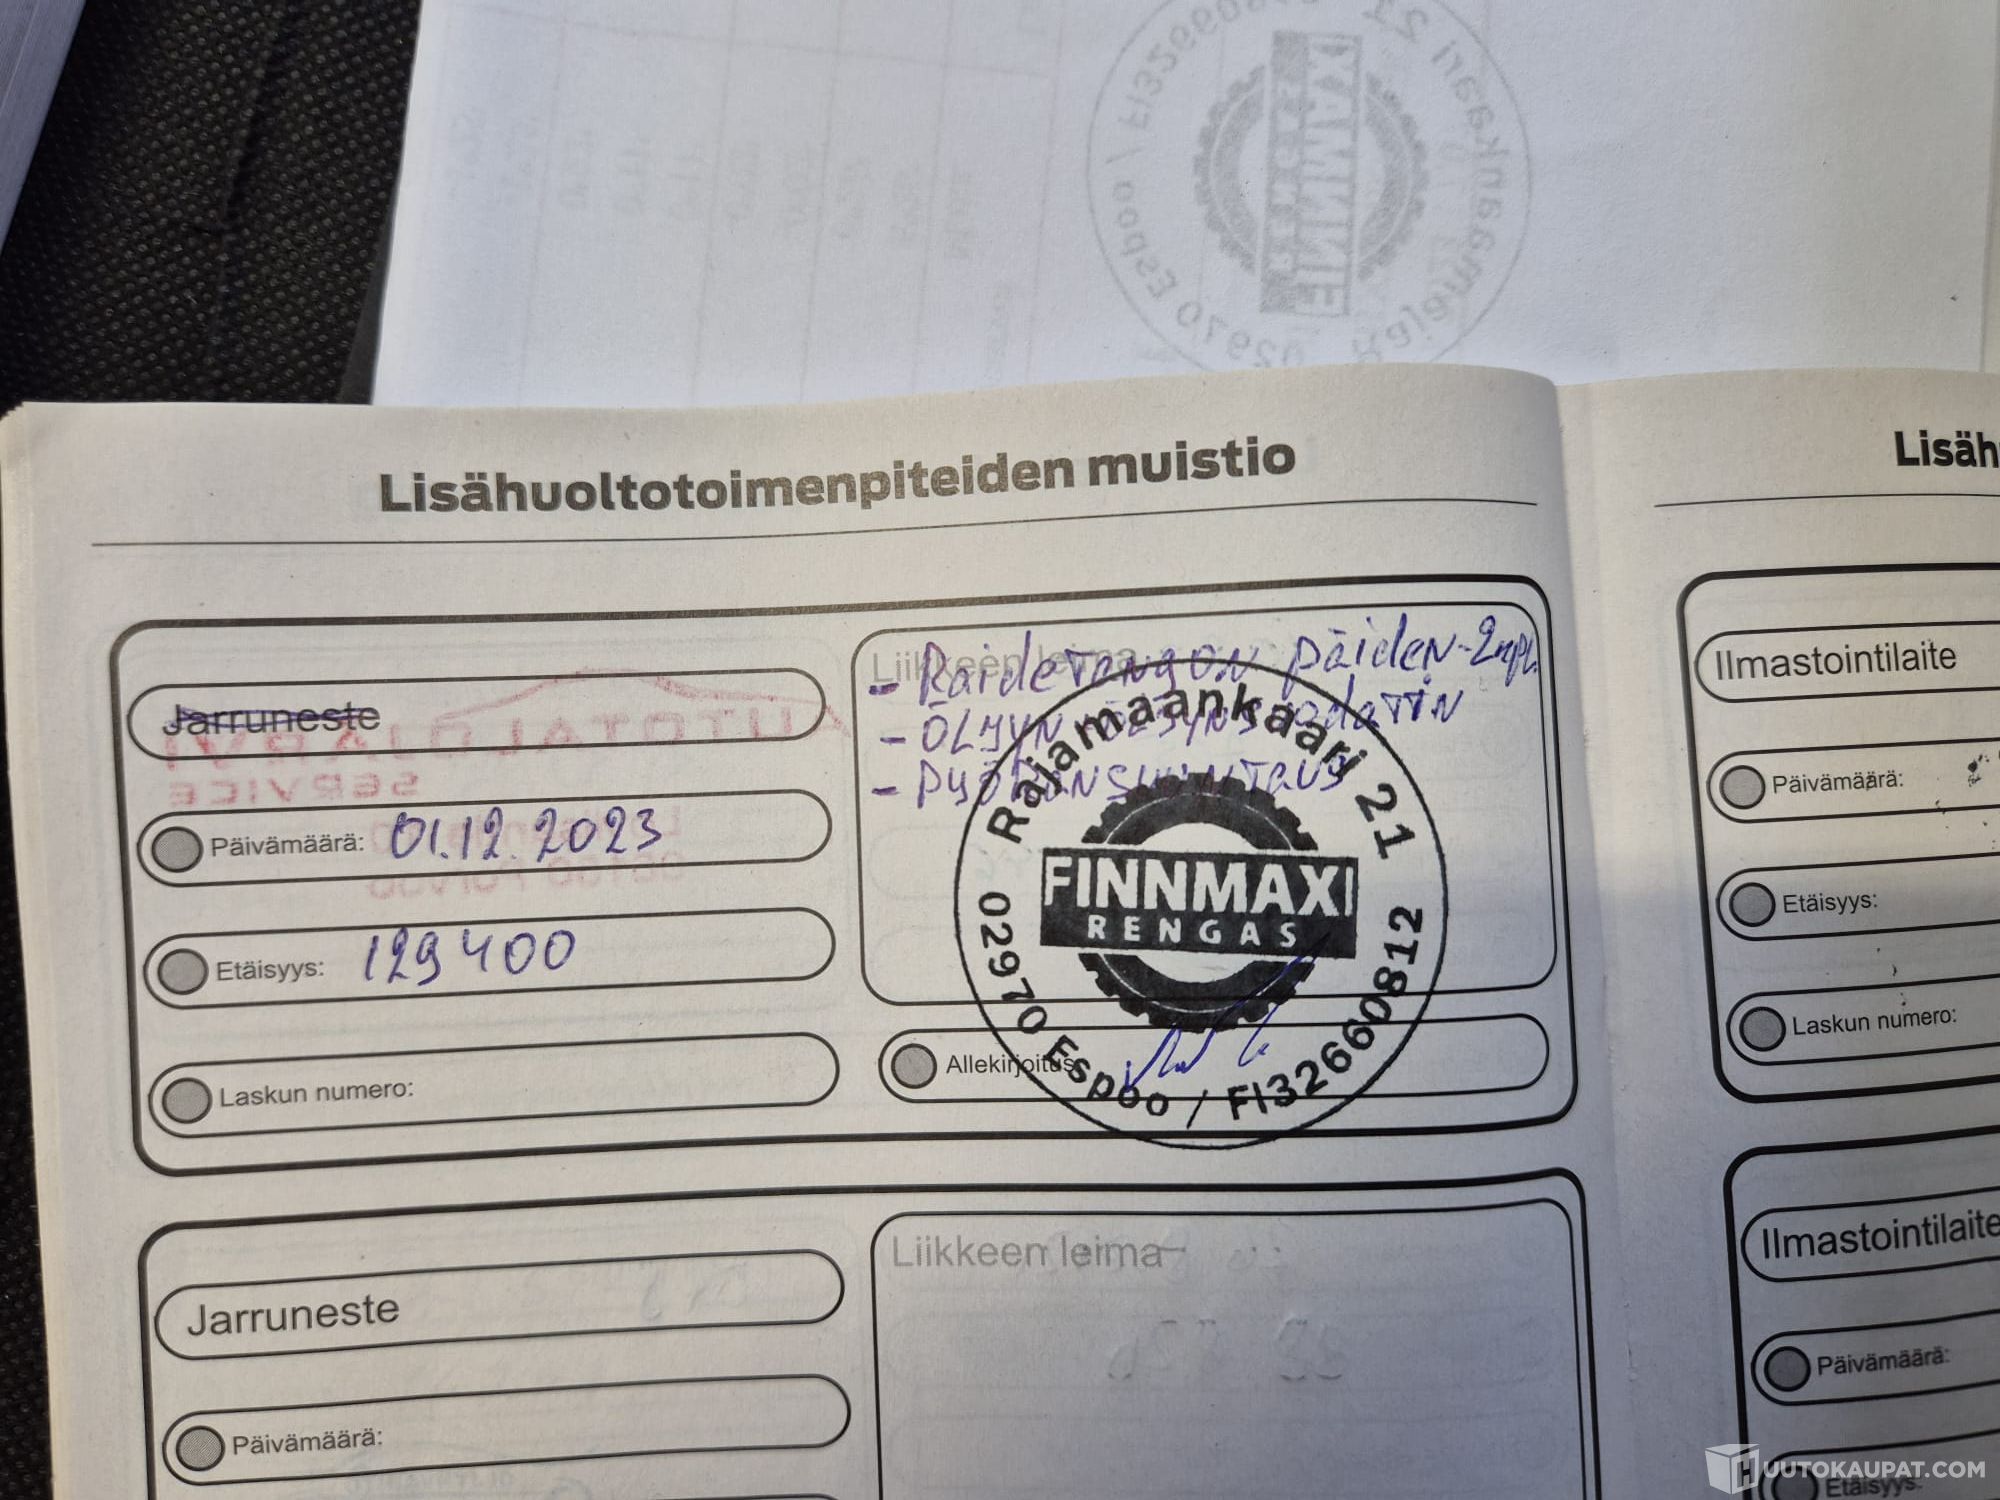 Lisähuoltotoimenpiteiden muistio
Jarruneste
Päivämäärä: 01.12.2023
Etäisyys: 129400
Laskun numero:
Liikkeen leima
- Raidetangon päiden - 2kpl.
- ÖLJYN
- PYÖRÄNSUUNTAUS
Rajamaankaari 21
FINNMAXI
RENGAS
02970 Espoo / FI32660812
Allekirjoitus
Jarruneste
Päivämäärä:
Liikkeen leima
Lisäh
Ilmastointilaite
Päivämäärä:
Etäisyys:
Laskun numero:
Ilmastointilaite
Päivämäärä:
Etäisyys:
UUTOKAUPAT.COM